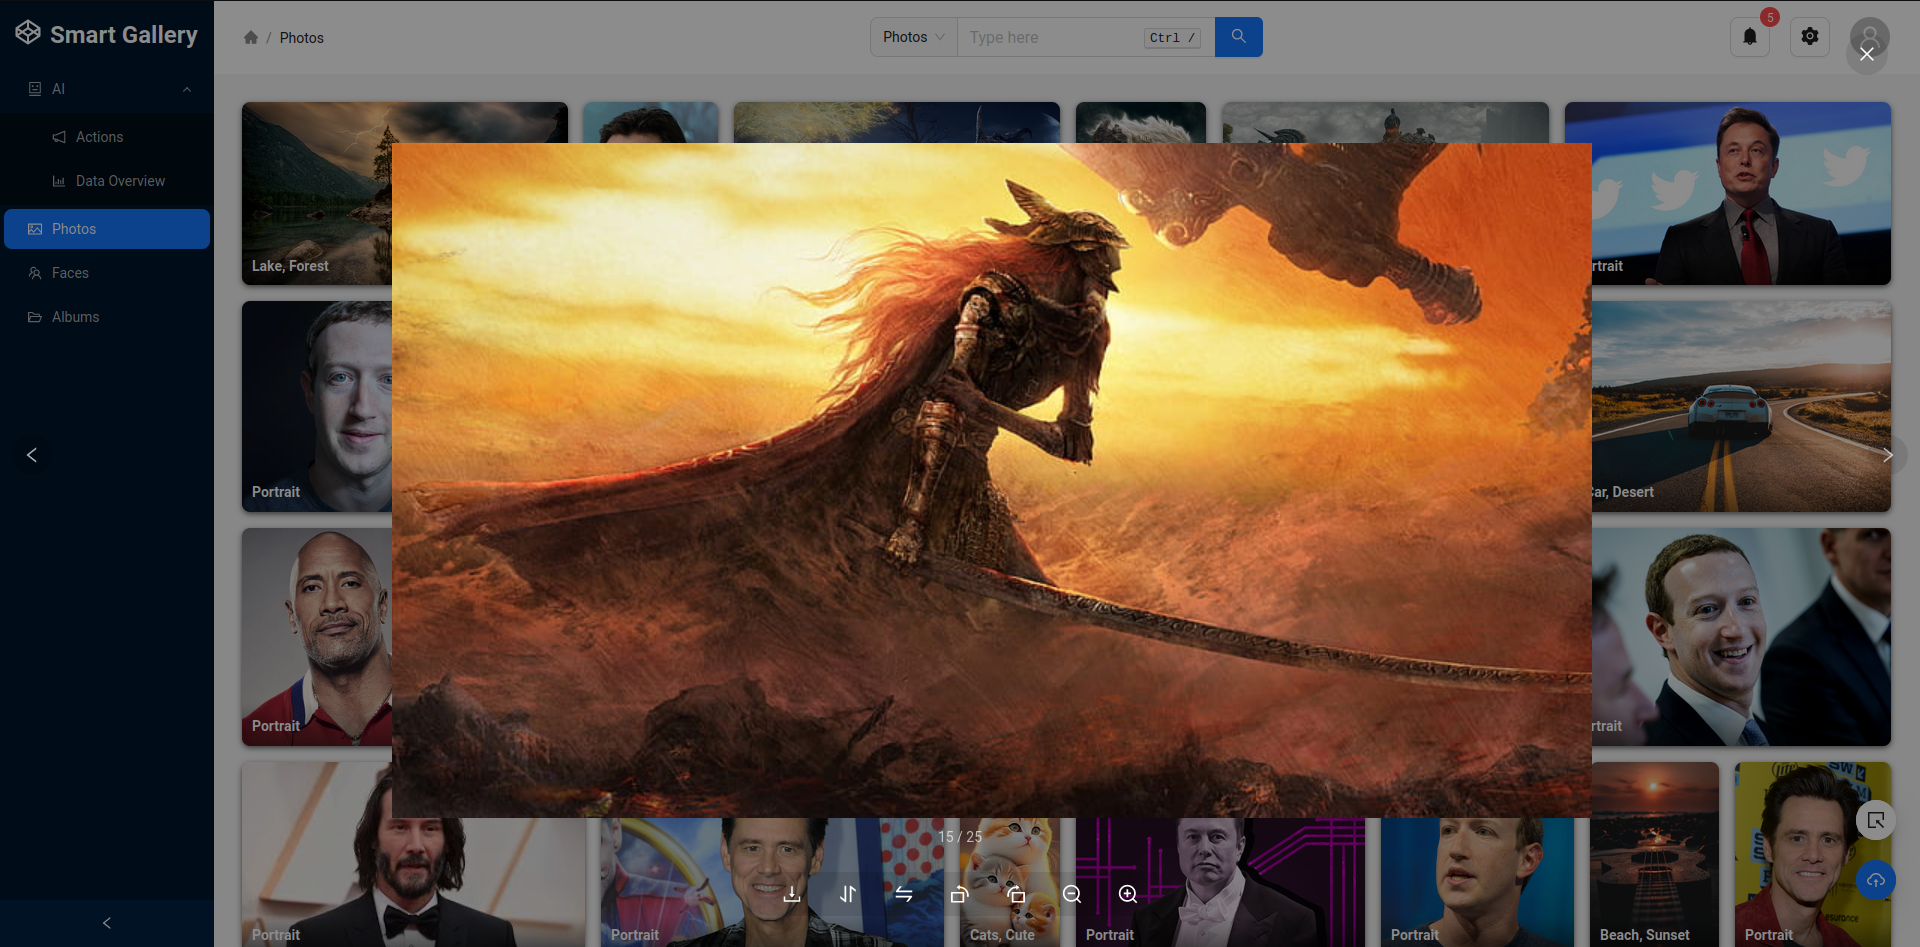 Smart Gallery
/ Photos
Photos
Type here
Ctrl /
5
AI
Actions
Data Overview
Photos
Faces
Albums
Lake, Forest
rtrait
Portrait
Car, Desert
Portrait
rtrait
15 / 25
Portrait
Portrait
Cats, Cute
Portrait
Portrait
Beach, Sunset
Portrait